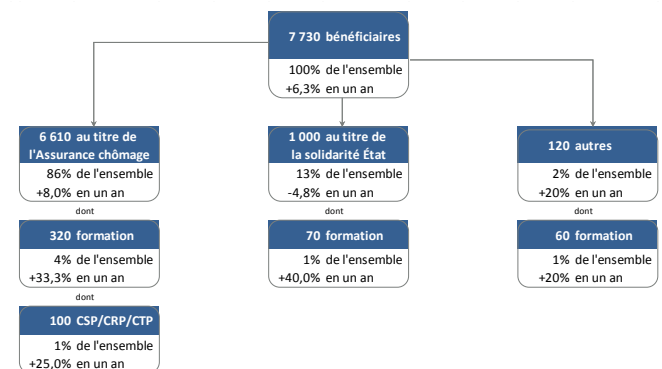 7 730 bénéficiaires
100% de l'ensemble
+6,3% en un an
6 610 au titre de
l'Assurance chômage
86% de l'ensemble
+8,0% en un an
dont
320 formation
4% de l'ensemble
+33,3% en un an
dont
100 CSP/CRP/CTP
1% de l'ensemble
+25,0% en un an
1 000 au titre de
la solidarité État
13% de l'ensemble
-4,8% en un an
dont
70 formation
1% de l'ensemble
+40,0% en un an
120 autres
2% de l'ensemble
+20% en un an
dont
60 formation
1% de l'ensemble
+20% en un an